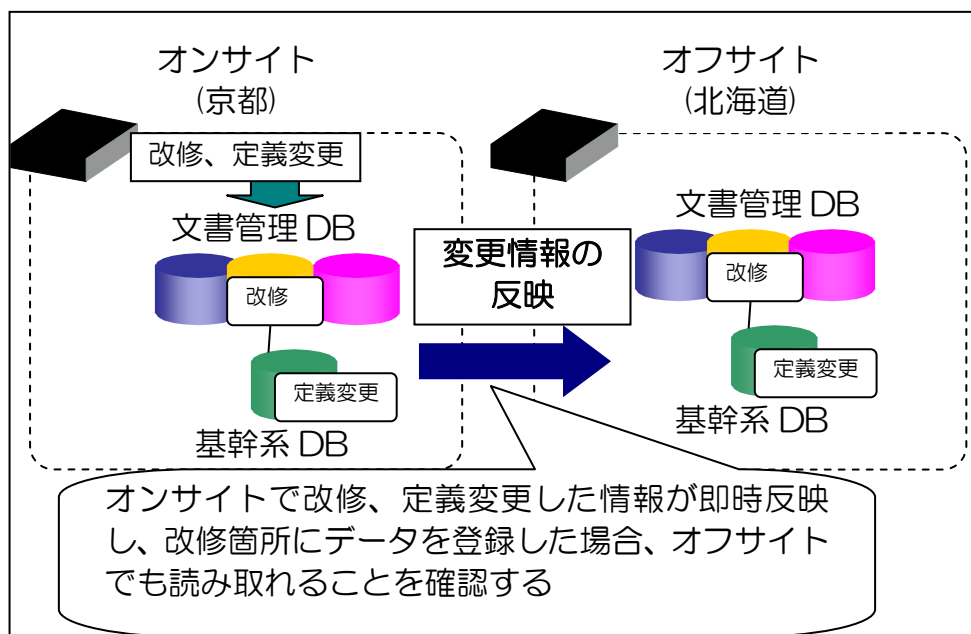 オンサイト
(京都)
改修、定義変更
文書管理 DB
改修
定義変更
基幹系 DB
変更情報の
反映
オフサイト
(北海道)
文書管理 DB
改修
定義変更
基幹系 DB
オンサイトで改修、定義変更した情報が即時反映
し、改修箇所にデータを登録した場合、オフサイト
でも読み取れることを確認する